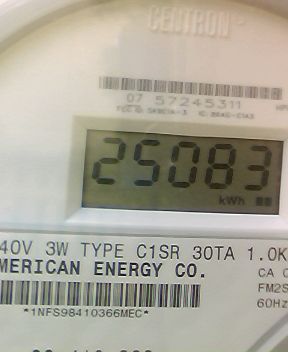 CENTRON
07 57245311
25083
kWh
40V 3W TYPE C1SR 30TA 1.0K
MERICAN ENERGY CO.
CA
FM2S
60Hz
*1NFS98410366MEC*